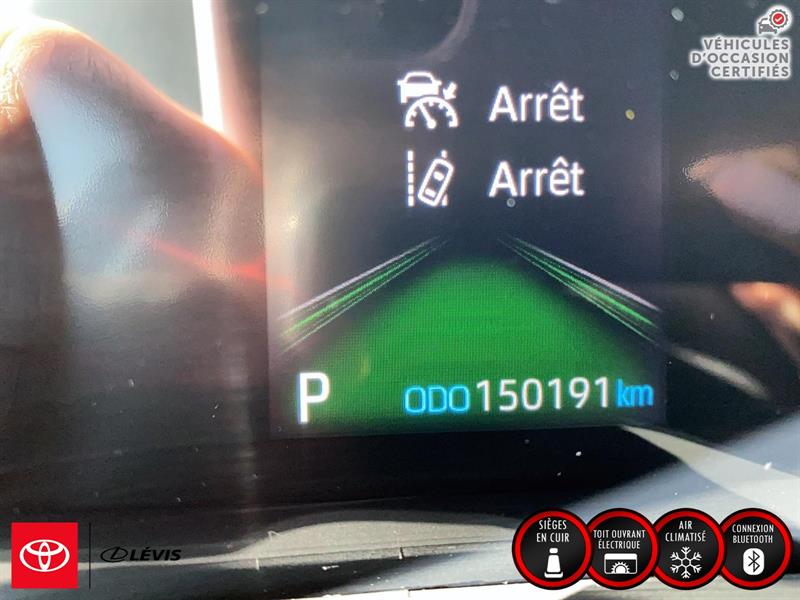 VÉHICULES
D'OCCASION
CERTIFIÉS
Arrêt
Arrêt
P
ODO 150191 km
LÉVIS
SIÈGES
EN CUIR
TOIT OUVRANT
ÉLECTRIQUE
AIR
CLIMATISÉ
CONNEXION
BLUETOOTH